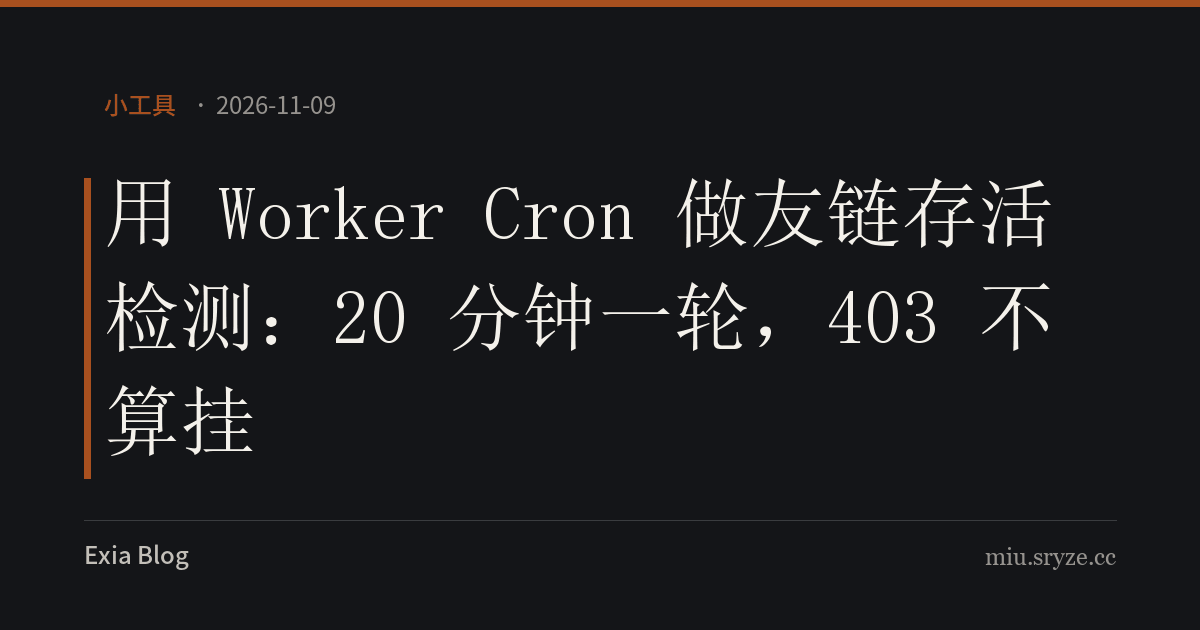 小工具 · 2026-11-09
用 Worker Cron 做友链存活
检测：20 分钟一轮，403 不
算挂
Exia Blog
miu.sryze.cc